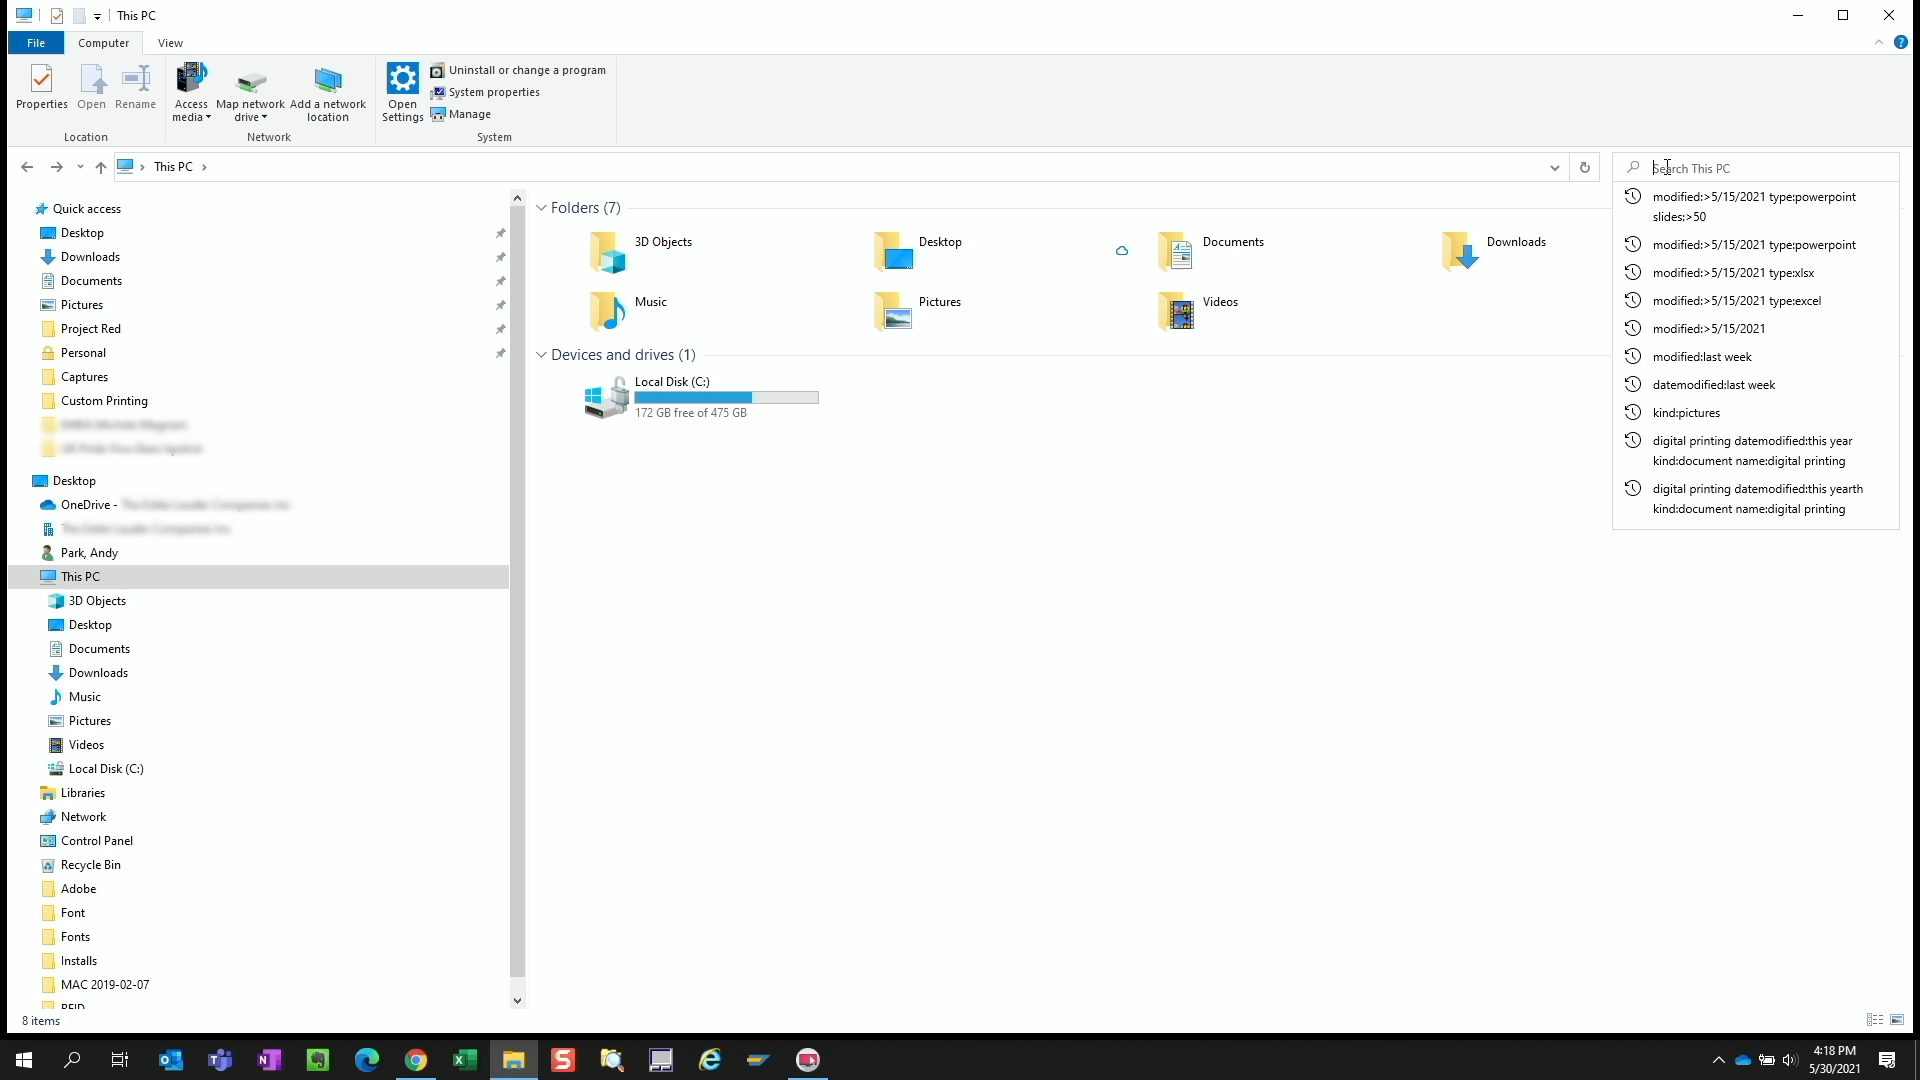 This PC
File
Computer
View
Properties
Open
Rename
Access media
Map network drive
Add a network location
Open Settings
Uninstall or change a program
System properties
Manage
Location
Network
System
This PC
Search This PC
modified:>5/15/2021 type:powerpoint
slides:>50
modified:>5/15/2021 type:powerpoint
modified:>5/15/2021 type:xlsx
modified:>5/15/2021 type:excel
modified:>5/15/2021
modified:last week
datemodified:last week
kind:pictures
digital printing datemodified:this year
kind:document name:digital printing
digital printing datemodified:this yearth
kind:document name:digital printing
Quick access
Desktop
Downloads
Documents
Pictures
Project Red
Personal
Captures
Custom Printing
Desktop
OneDrive -
Park, Andy
This PC
3D Objects
Desktop
Documents
Downloads
Music
Pictures
Videos
Local Disk (C:)
Libraries
Network
Control Panel
Recycle Bin
Adobe
Font
Fonts
Installs
MAC 2019-02-07
Folders (7)
3D Objects
Desktop
Documents
Downloads
Music
Pictures
Videos
Devices and drives (1)
Local Disk (C:)
172 GB free of 475 GB
8 items
4:18 PM
5/30/2021